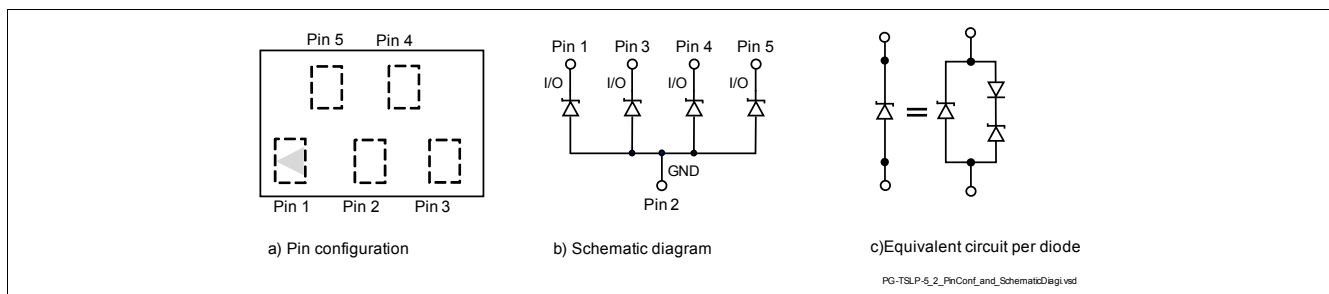 Pin 5 Pin 4
Pin 1 Pin 2 Pin 3
a) Pin configuration
Pin 1 Pin 3 Pin 4 Pin 5
I/O I/O I/O I/O
GND
Pin 2
b) Schematic diagram
c)Equivalent circuit per diode
PG-TSLP-5_2_PinConf_and_SchematicDiagr.vsd